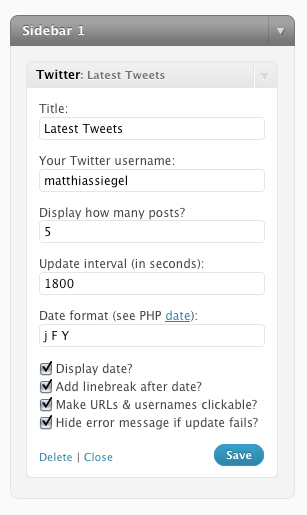 Sidebar 1
Twitter: Latest Tweets
Title:
Latest Tweets
Your Twitter username:
matthiassiegel
Display how many posts?
5
Update interval (in seconds):
1800
Date format (see PHP date):
j F Y
Display date?
Add linebreak after date?
Make URLs & usernames clickable?
Hide error message if update fails?
Delete | Close Save